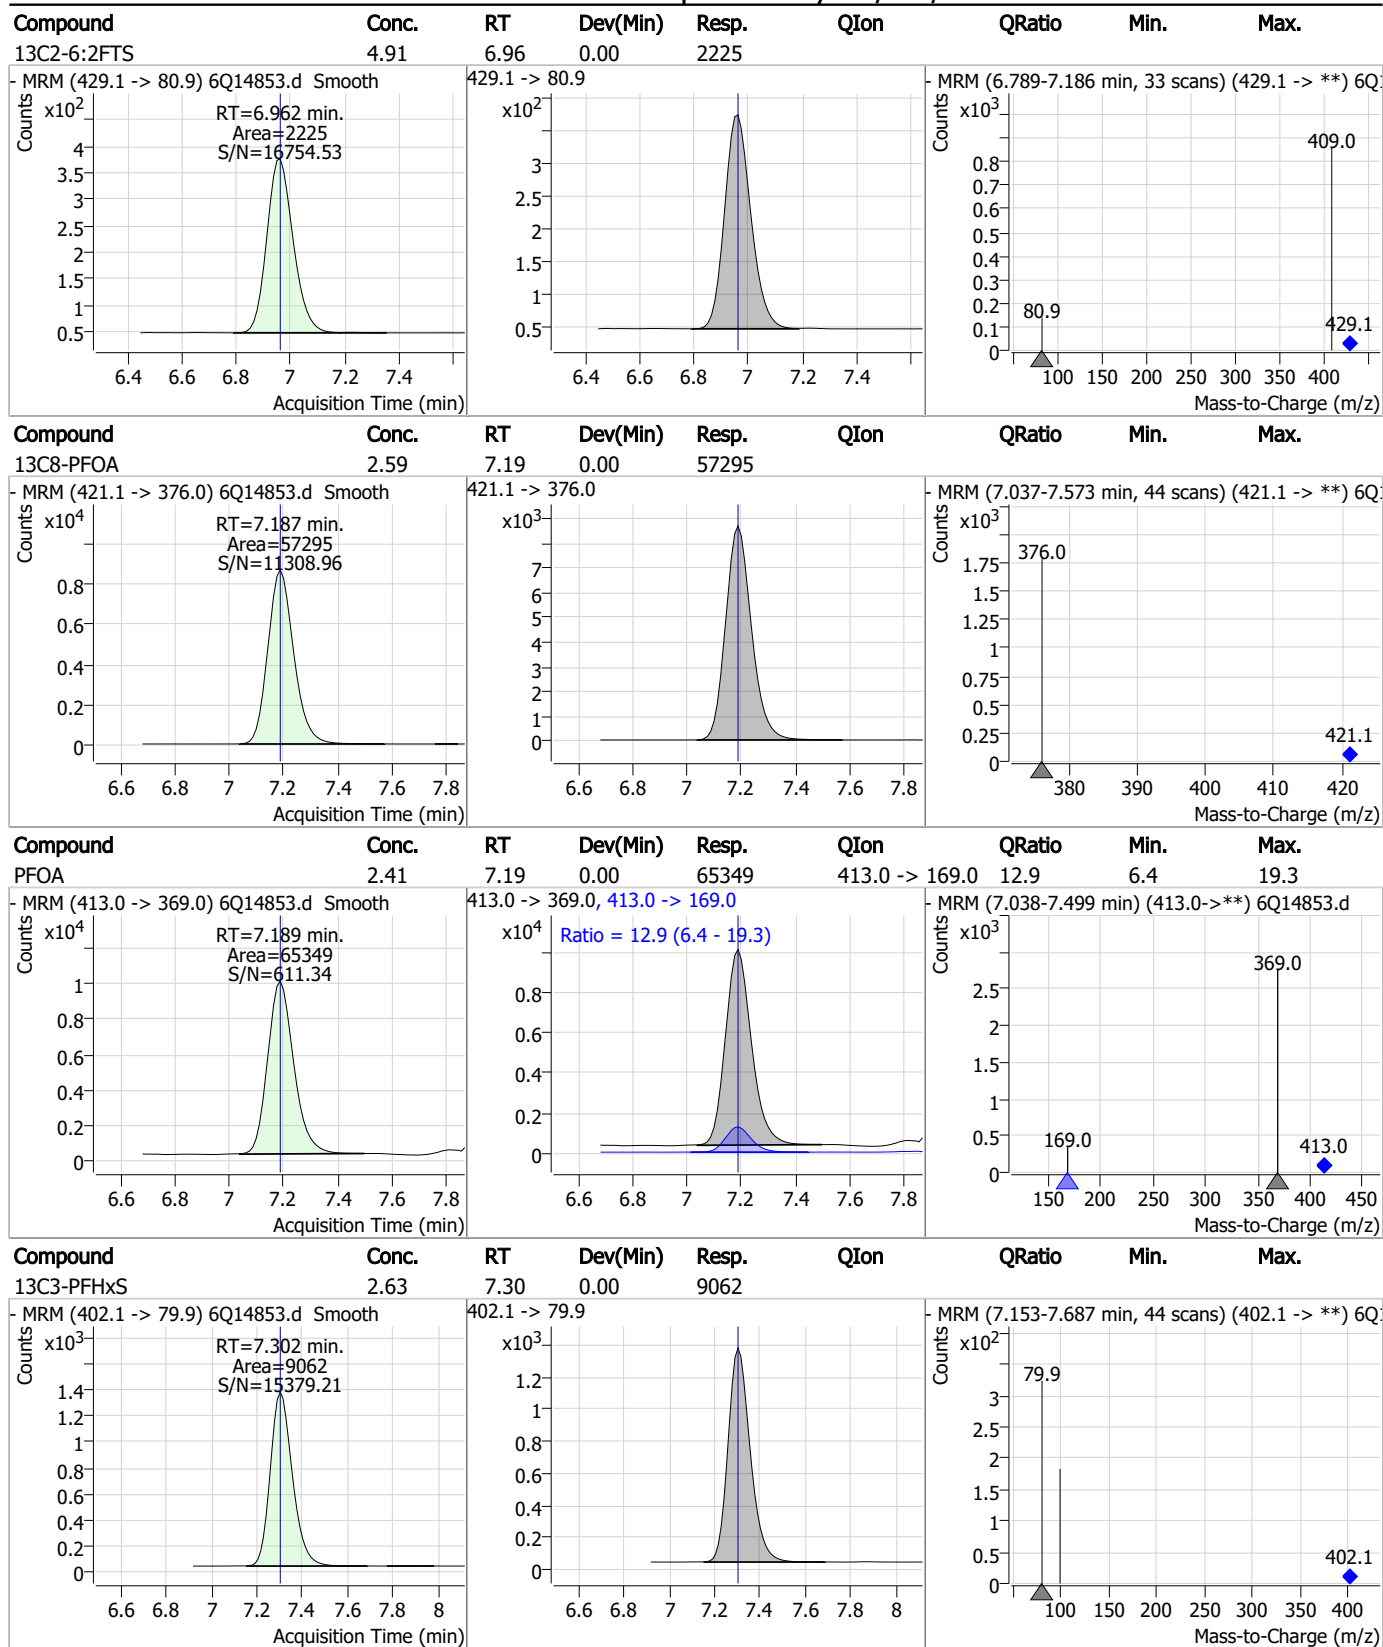 Compound Conc. RT Dev(Min) Resp. QIon QRatio Min. Max.
13C2-6:2FTS 4.91 6.96 0.00 2225
- MRM (429.1 -> 80.9) 6Q14853.d Smooth 429.1 -> 80.9 - MRM (6.789-7.186 min, 33 scans) (429.1 -> **) 6Q1
Counts x10² 4 3.5 3 2.5 2 1.5 1 0.5
RT=6.962 min.
Area=2225
S/N=16754.53
6.4 6.6 6.8 7 7.2 7.4
Acquisition Time (min)
x10² 3 2.5 2 1.5 1 0.5
6.4 6.6 6.8 7 7.2 7.4
Counts x10³ 0.8 0.7 0.6 0.5 0.4 0.3 0.2 0.1 0
409.0
80.9
429.1
100 150 200 250 300 350 400
Mass-to-Charge (m/z)
Compound Conc. RT Dev(Min) Resp. QIon QRatio Min. Max.
13C8-PFOA 2.59 7.19 0.00 57295
- MRM (421.1 -> 376.0) 6Q14853.d Smooth 421.1 -> 376.0 - MRM (7.037-7.573 min, 44 scans) (421.1 -> **) 6Q1
Counts x10⁴ 0.8 0.6 0.4 0.2 0
RT=7.187 min.
Area=57295
S/N=11308.96
6.6 6.8 7 7.2 7.4 7.6 7.8
Acquisition Time (min)
x10³ 7 6 5 4 3 2 1 0
6.6 6.8 7 7.2 7.4 7.6 7.8
Counts x10³ 1.75 1.5 1.25 1 0.75 0.5 0.25 0
376.0
421.1
380 390 400 410 420
Mass-to-Charge (m/z)
Compound Conc. RT Dev(Min) Resp. QIon QRatio Min. Max.
PFOA 2.41 7.19 0.00 65349 413.0 -> 169.0 12.9 6.4 19.3
- MRM (413.0 -> 369.0) 6Q14853.d Smooth 413.0 -> 369.0, 413.0 -> 169.0 - MRM (7.038-7.499 min) (413.0->**) 6Q14853.d
Counts x10⁴ 1 0.8 0.6 0.4 0.2 0
RT=7.189 min.
Area=65349
S/N=611.34
6.6 6.8 7 7.2 7.4 7.6 7.8
Acquisition Time (min)
x10⁴ 0.8 0.6 0.4 0.2 0
Ratio = 12.9 (6.4 - 19.3)
6.6 6.8 7 7.2 7.4 7.6 7.8
Counts x10³ 2.5 2 1.5 1 0.5 0
369.0
169.0
413.0
150 200 250 300 350 400 450
Mass-to-Charge (m/z)
Compound Conc. RT Dev(Min) Resp. QIon QRatio Min. Max.
13C3-PFHxS 2.63 7.30 0.00 9062
- MRM (402.1 -> 79.9) 6Q14853.d Smooth 402.1 -> 79.9 - MRM (7.153-7.687 min, 44 scans) (402.1 -> **) 6Q1
Counts x10³ 1.4 1.2 1 0.8 0.6 0.4 0.2 0
RT=7.302 min.
Area=9062
S/N=15379.21
6.6 6.8 7 7.2 7.4 7.6 7.8 8
Acquisition Time (min)
x10³ 1.2 1 0.8 0.6 0.4 0.2 0
6.6 6.8 7 7.2 7.4 7.6 7.8 8
Counts x10² 3 2.5 2 1.5 1 0.5 0
79.9
402.1
100 150 200 250 300 350 400
Mass-to-Charge (m/z)